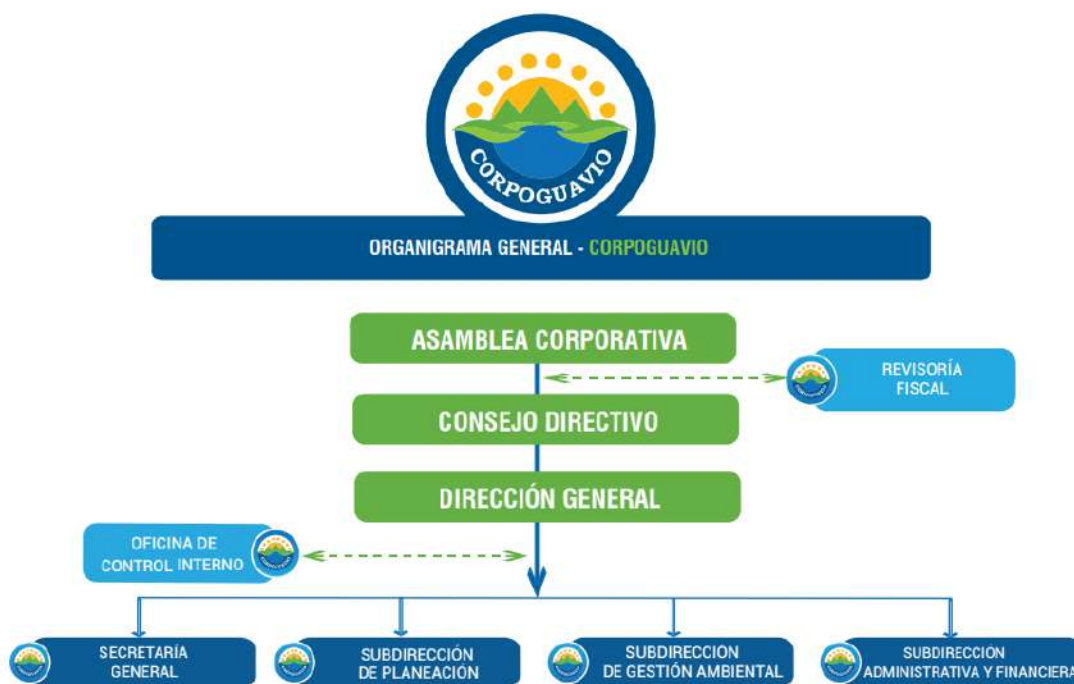 CORPOGUAVIO
ORGANIGRAMA GENERAL - CORPOGUAVIO
ASAMBLEA CORPORATIVA
REVISORÍA
FISCAL
CONSEJO DIRECTIVO
DIRECCIÓN GENERAL
OFICINA DE
CONTROL INTERNO
SECRETARÍA
GENERAL
SUBDIRECCIÓN
DE PLANEACIÓN
SUBDIRECCION
DE GESTIÓN AMBIENTAL
SUBDIRECCION
ADMINISTRATIVA Y FINANCIERA